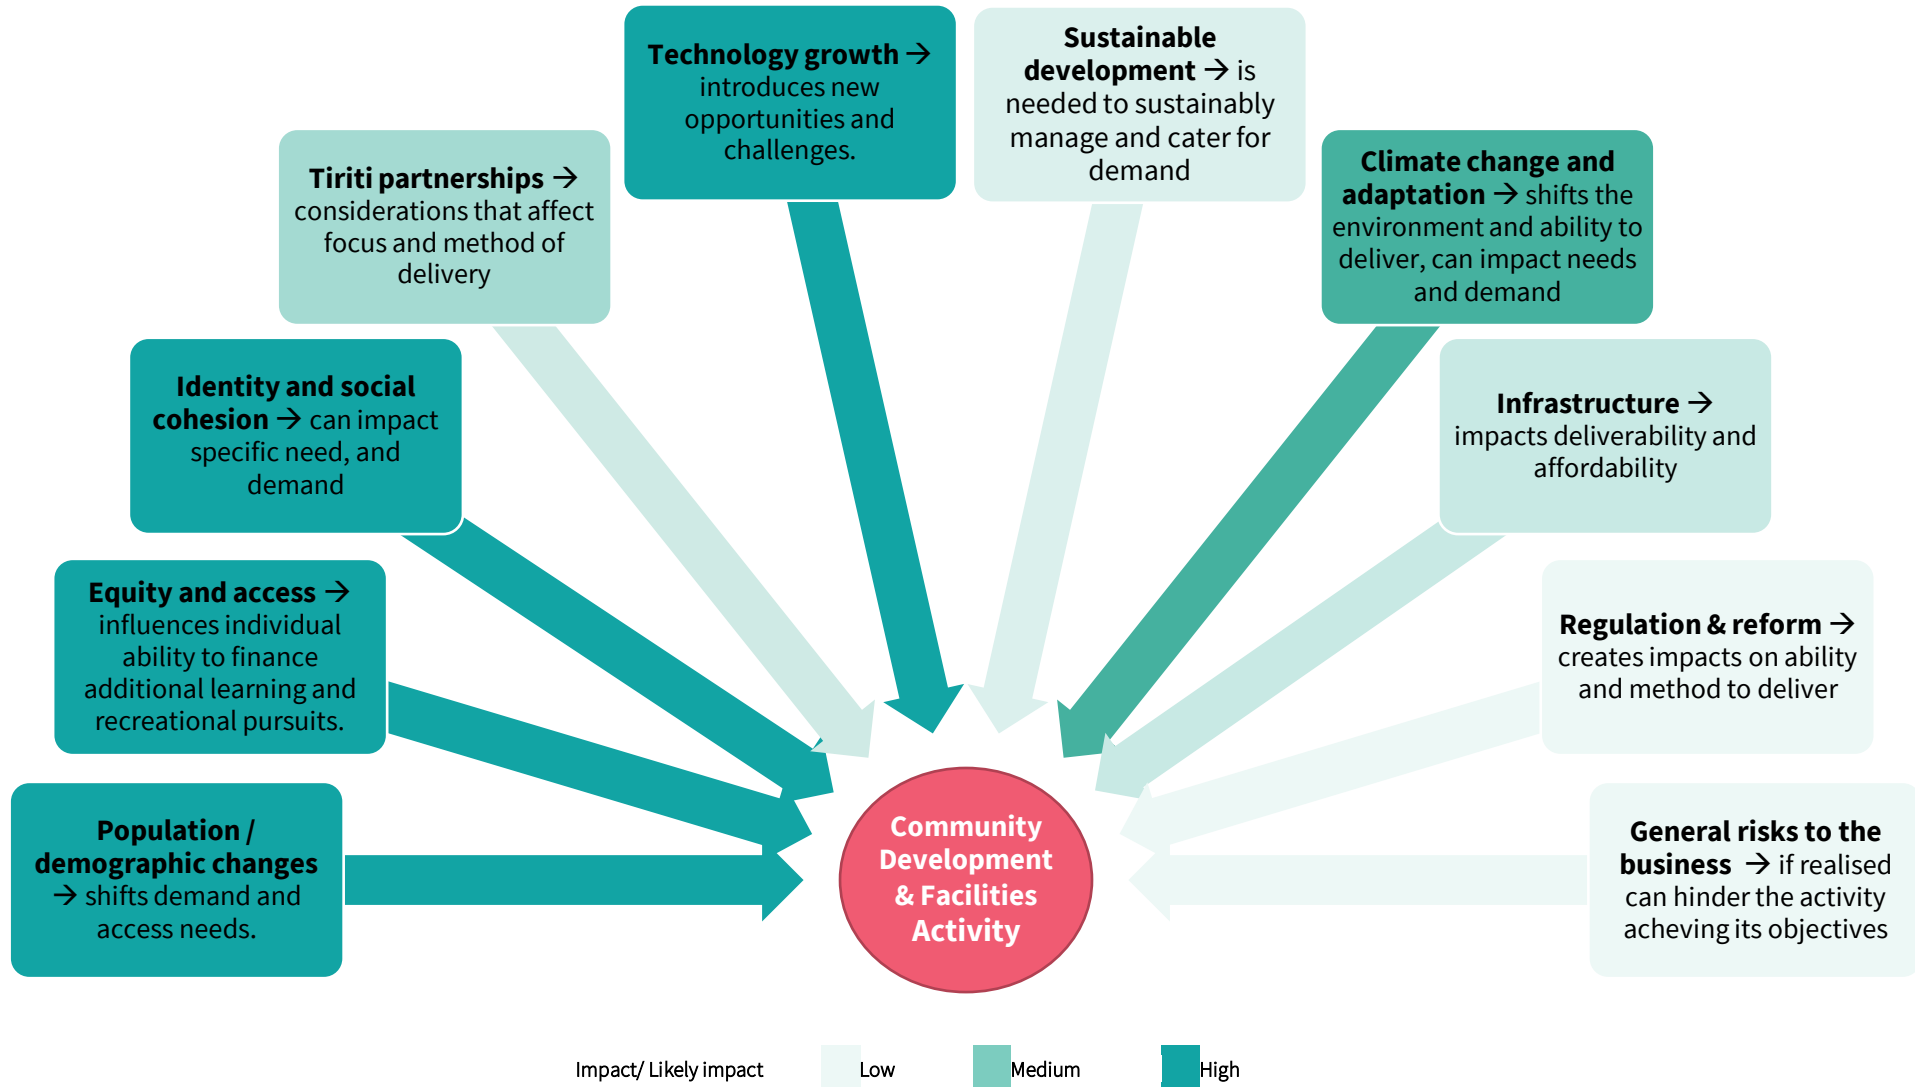 Technology growth →
introduces new
opportunities and
challenges.
Sustainable
development → is
needed to sustainably
manage and cater for
demand
Tiriti partnerships →
considerations that affect
focus and method of
delivery
Climate change and
adaptation → shifts the
environment and ability to
deliver, can impact needs
and demand
Identity and social
cohesion → can impact
specific need, and
demand
Infrastructure →
impacts deliverability and
affordability
Equity and access →
influences individual
ability to finance
additional learning and
recreational pursuits.
Regulation & reform →
creates impacts on ability
and method to deliver
Population /
demographic changes
→ shifts demand and
access needs.
Community
Development
& Facilities
Activity
General risks to the
business → if realised
can hinder the activity
acheving its objectives
Impact/ Likely impact
Low
Medium
High